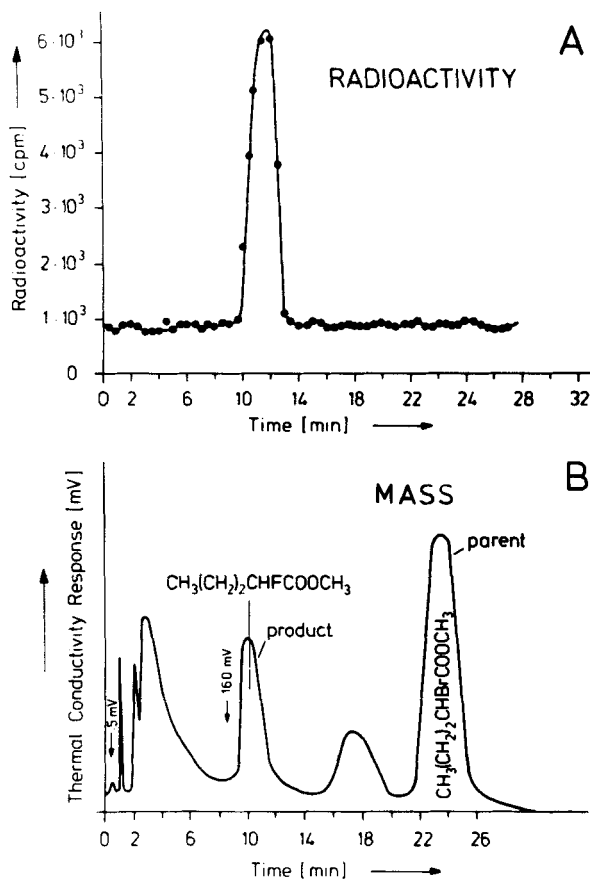 A
RADIOACTIVITY
Radioactivity [cpm]
6·10³
5·10³
4·10³
3·10³
2·10³
1·10³
0
0 2 6 10 14 18 22 24 28 32
Time [min]
B
MASS
Thermal Conductivity Response [mV]
parent
CH₃(CH₂)₂CHFCOOCH₃
product
5 mV
160 mV
CH₃(CH₂)₂CHBrCOOCH₃
0 2 6 10 14 18 22 26
Time [min]